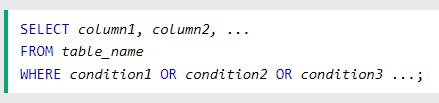 SELECT column1, column2, ...
FROM table_name
WHERE condition1 OR condition2 OR condition3 ...;